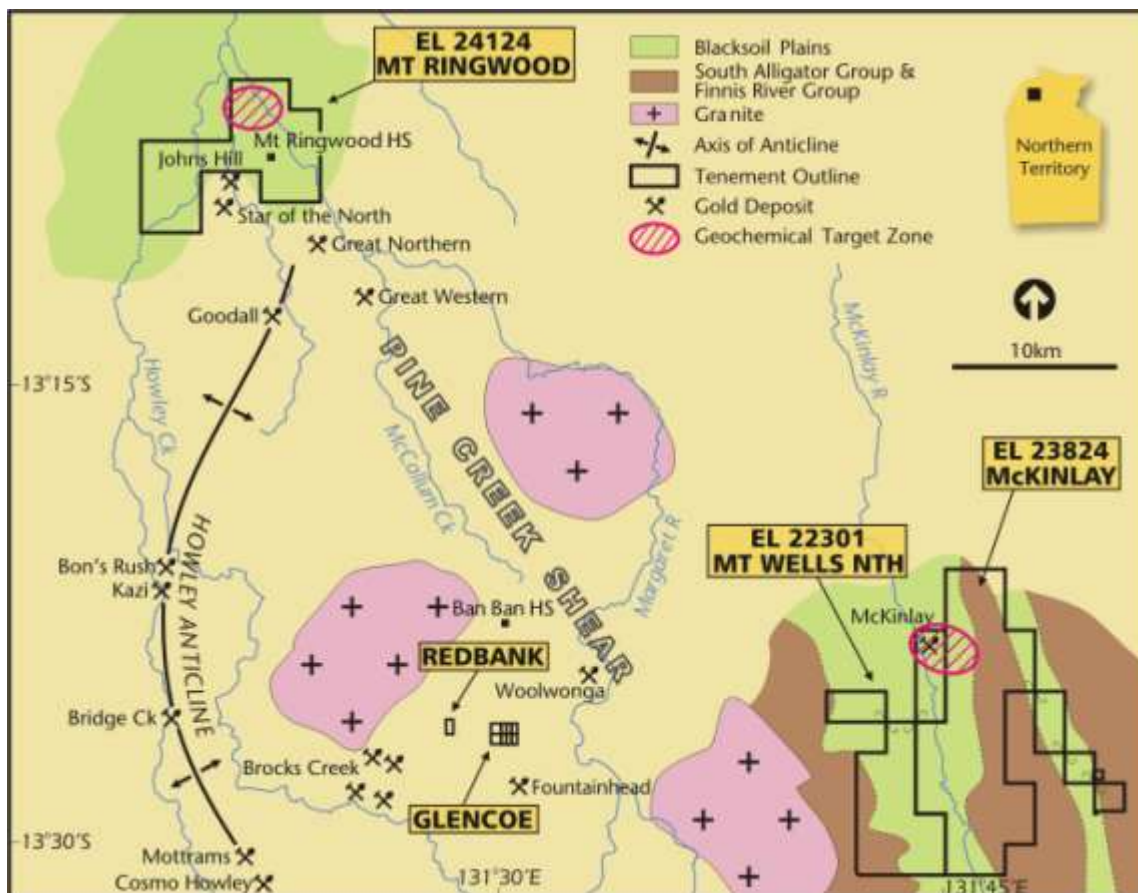 EL 24124
MT RINGWOOD
Mt Ringwood HS
Johns Hill
Star of the North
Great Northern
Great Western
Goodall
Blacksoil Plains
South Alligator Group &
Finnis River Group
Granite
Axis of Anticline
Tenement Outline
Gold Deposit
Geochemical Target Zone
Northern
Territory
10km
13°15'S
Howley Ck
McCollum Ck
PINE CREEK SHEAR
Margaret R
McKinlay R
EL 23824
McKINLAY
EL 22301
MT WELLS NTH
McKinlay
Bon's Rush
Kazi
HOWLEY ANTICLINE
Ban Ban HS
REDBANK
Woolwonga
Bridge Ck
Brocks Creek
Fountainhead
GLENCOE
13°30'S
Mottrams
Cosmo Howley
131°30'E
131°45'E